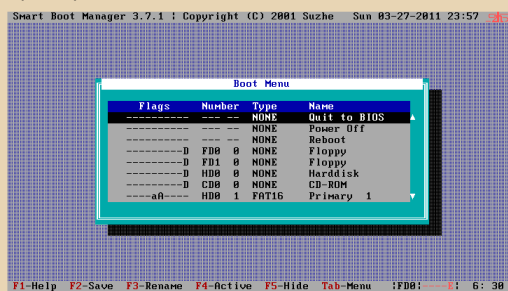 Smart Boot Manager 3.7.1 ¦ Copyright (C) 2001 Suzhe Sun 03-27-2011 23:57
Boot Menu
Flags Number Type Name
---------- --- -- NONE Quit to BIOS
---------- --- -- NONE Power Off
---------- --- -- NONE Reboot
---------D FD0 0 NONE Floppy
---------D FD1 0 NONE Floppy
---------D HD0 0 NONE Harddisk
---------D CD0 0 NONE CD-ROM
----aA---- HD0 1 FAT16 Primary 1
F1-Help F2-Save F3-Rename F4-Active F5-Hide Tab-Menu ¦FD0¦----E¦ 6: 30